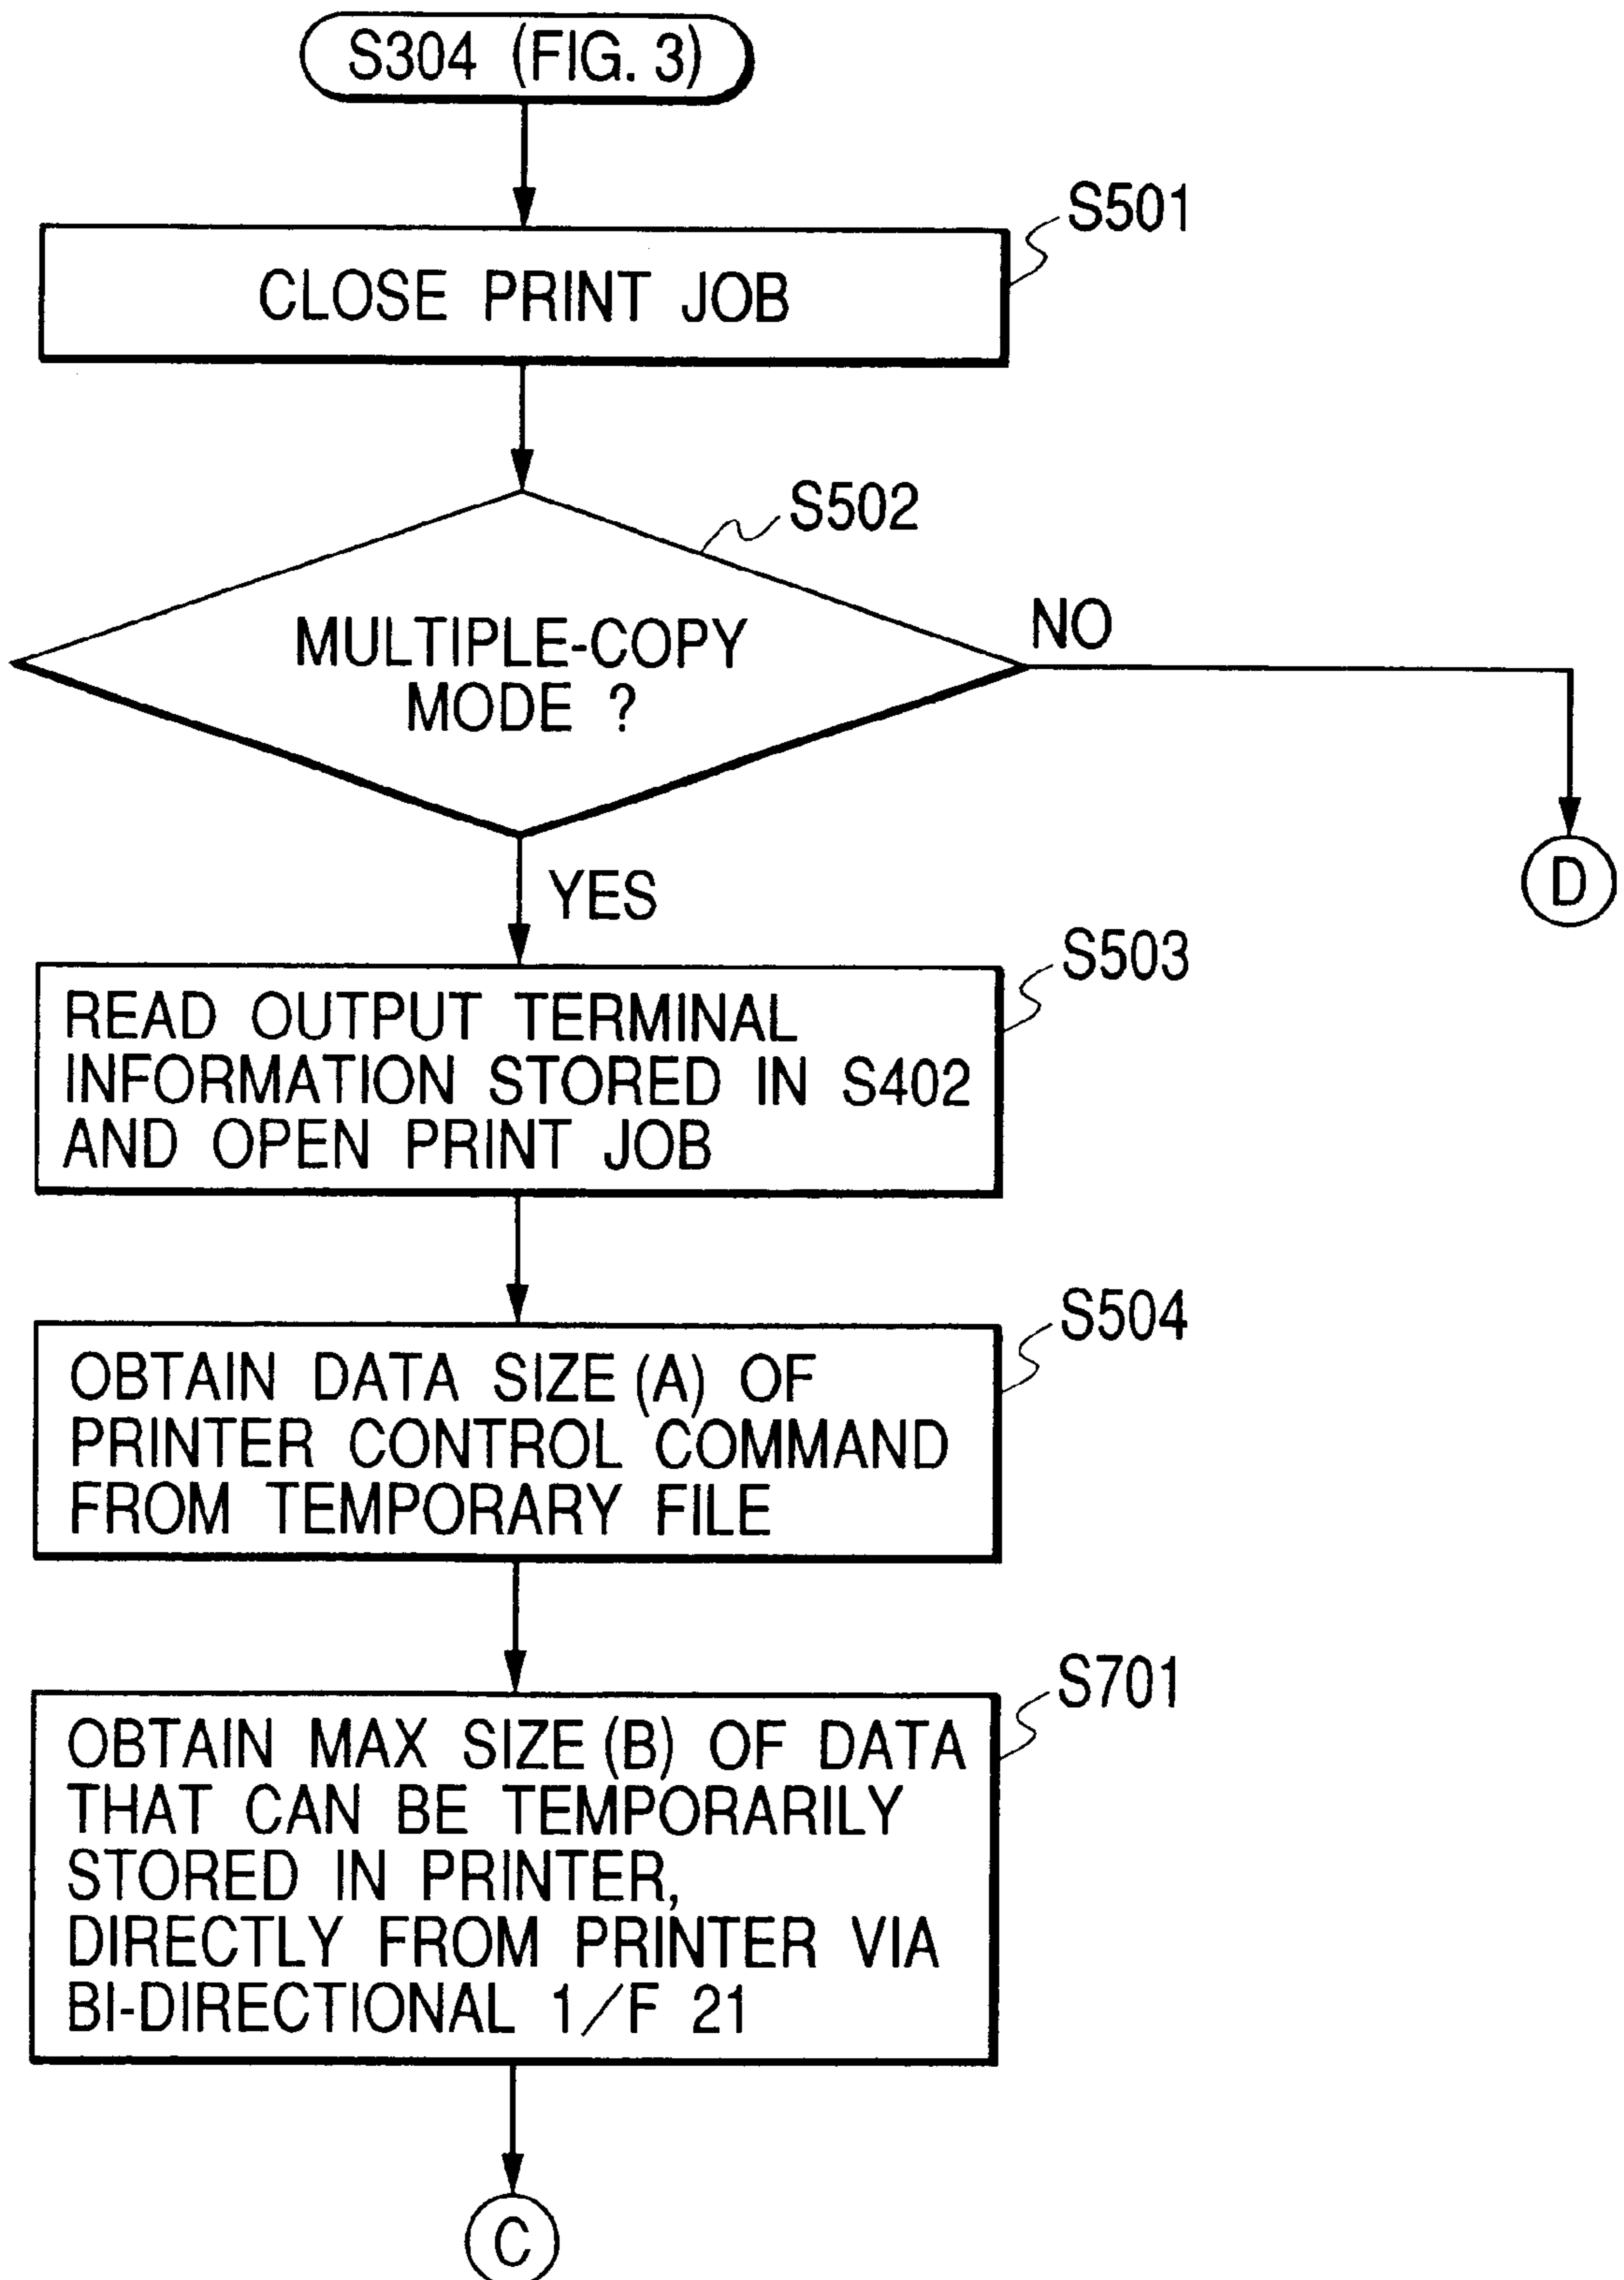 S304 (FIG. 3)
S501
CLOSE PRINT JOB
S502
MULTIPLE-COPY
MODE ?
NO
D
YES
S503
READ OUTPUT TERMINAL
INFORMATION STORED IN S402
AND OPEN PRINT JOB
S504
OBTAIN DATA SIZE (A) OF
PRINTER CONTROL COMMAND
FROM TEMPORARY FILE
S701
OBTAIN MAX SIZE (B) OF DATA
THAT CAN BE TEMPORARILY
STORED IN PRINTER,
DIRECTLY FROM PRINTER VIA
BI-DIRECTIONAL 1/F 21
C